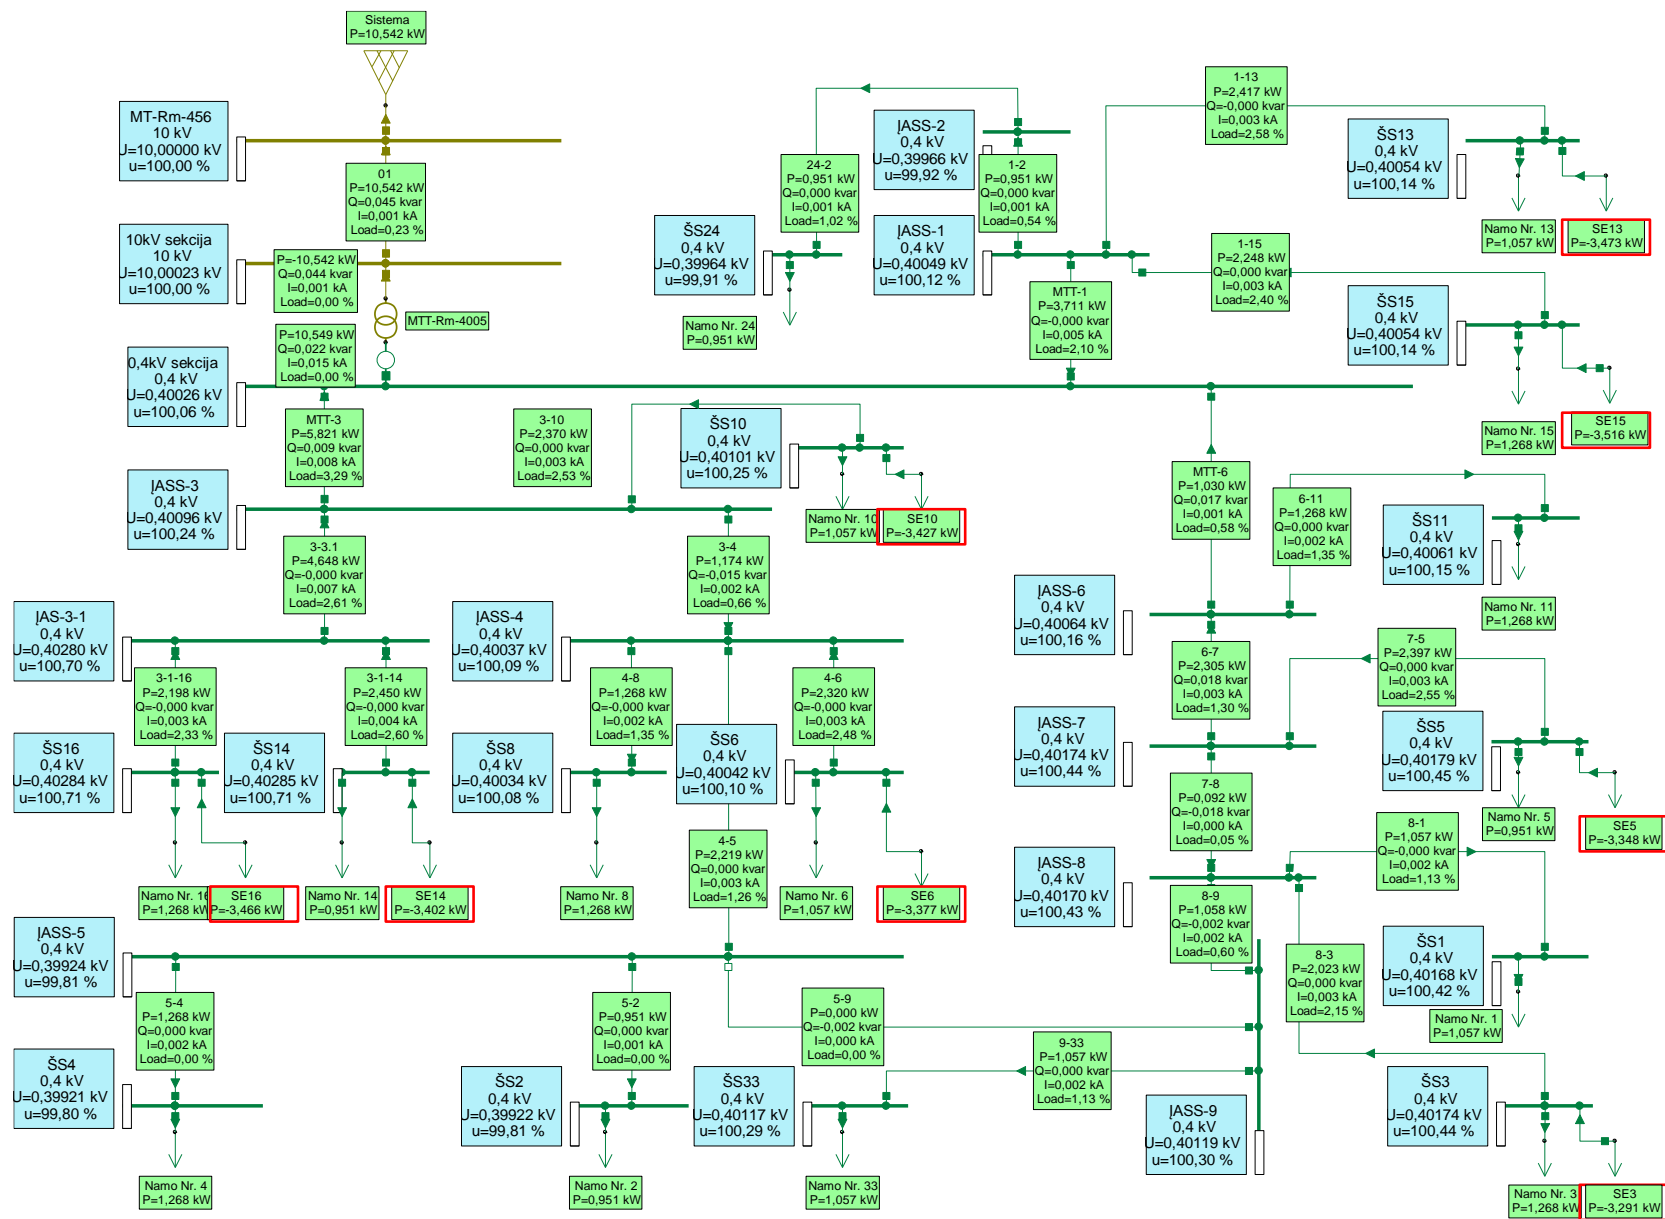 Sistema
P=10,542 kW
MT-Rm-456
10 kV
U=10,00000 kV
u=100,00 %
01
P=10,542 kW
Q=0,045 kvar
I=0,001 kA
Load=0,23 %
10kV sekcija
10 kV
U=10,00023 kV
u=100,00 %
P=-10,542 kW
Q=0,044 kvar
I=0,001 kA
Load=0,00 %
MTT-Rm-4005
P=10,549 kW
Q=0,022 kvar
I=0,015 kA
Load=0,00 %
0,4kV sekcija
0,4 kV
U=0,40026 kV
u=100,06 %
24-2
P=0,951 kW
Q=0,000 kvar
I=0,001 kA
Load=1,02 %
ĮASS-2
0,4 kV
U=0,39966 kV
u=99,92 %
1-2
P=0,951 kW
Q=0,000 kvar
I=0,001 kA
Load=0,54 %
1-13
P=2,417 kW
Q=-0,000 kvar
I=0,003 kA
Load=2,58 %
ŠS13
0,4 kV
U=0,40054 kV
u=100,14 %
Namo Nr. 13
P=1,057 kW
SE13
P=-3,473 kW
ŠS24
0,4 kV
U=0,39964 kV
u=99,91 %
Namo Nr. 24
P=0,951 kW
ĮASS-1
0,4 kV
U=0,40049 kV
u=100,12 %
MTT-1
P=3,711 kW
Q=-0,000 kvar
I=0,005 kA
Load=2,10 %
1-15
P=2,248 kW
Q=0,000 kvar
I=0,003 kA
Load=2,40 %
ŠS15
0,4 kV
U=0,40054 kV
u=100,14 %
Namo Nr. 15
P=1,268 kW
SE15
P=-3,516 kW
MTT-3
P=5,821 kW
Q=0,009 kvar
I=0,008 kA
Load=3,29 %
3-10
P=2,370 kW
Q=0,000 kvar
I=0,003 kA
Load=2,53 %
ŠS10
0,4 kV
U=0,40101 kV
u=100,25 %
Namo Nr. 10
P=1,057 kW
SE10
P=-3,427 kW
ĮASS-3
0,4 kV
U=0,40096 kV
u=100,24 %
3-3.1
P=4,648 kW
Q=-0,000 kvar
I=0,007 kA
Load=2,61 %
3-4
P=1,174 kW
Q=-0,015 kvar
I=0,002 kA
Load=0,66 %
MTT-6
P=1,030 kW
Q=0,017 kvar
I=0,001 kA
Load=0,58 %
6-11
P=1,268 kW
Q=0,000 kvar
I=0,002 kA
Load=1,35 %
ŠS11
0,4 kV
U=0,40061 kV
u=100,15 %
Namo Nr. 11
P=1,268 kW
ĮAS-3-1
0,4 kV
U=0,40280 kV
u=100,70 %
3-1-16
P=2,198 kW
Q=-0,000 kvar
I=0,003 kA
Load=2,33 %
3-1-14
P=2,450 kW
Q=-0,000 kvar
I=0,004 kA
Load=2,60 %
ĮASS-4
0,4 kV
U=0,40037 kV
u=100,09 %
4-8
P=1,268 kW
Q=-0,000 kvar
I=0,002 kA
Load=1,35 %
4-6
P=2,320 kW
Q=-0,000 kvar
I=0,003 kA
Load=2,48 %
ĮASS-6
0,4 kV
U=0,40064 kV
u=100,16 %
6-7
P=2,305 kW
Q=0,018 kvar
I=0,003 kA
Load=1,30 %
7-5
P=2,397 kW
Q=0,000 kvar
I=0,003 kA
Load=2,55 %
ŠS16
0,4 kV
U=0,40284 kV
u=100,71 %
ŠS14
0,4 kV
U=0,40285 kV
u=100,71 %
ŠS8
0,4 kV
U=0,40034 kV
u=100,08 %
ŠS6
0,4 kV
U=0,40042 kV
u=100,10 %
ĮASS-7
0,4 kV
U=0,40174 kV
u=100,44 %
ŠS5
0,4 kV
U=0,40179 kV
u=100,45 %
Namo Nr. 5
P=0,951 kW
SE5
P=-3,348 kW
7-8
P=0,092 kW
Q=-0,018 kvar
I=0,000 kA
Load=0,05 %
8-1
P=1,057 kW
Q=-0,000 kvar
I=0,002 kA
Load=1,13 %
4-5
P=2,219 kW
Q=0,000 kvar
I=0,003 kA
Load=1,26 %
Namo Nr. 16
P=1,268 kW
SE16
P=-3,466 kW
Namo Nr. 14
P=0,951 kW
SE14
P=-3,402 kW
Namo Nr. 8
P=1,268 kW
Namo Nr. 6
P=1,057 kW
SE6
P=-3,377 kW
ĮASS-8
0,4 kV
U=0,40170 kV
u=100,43 %
8-9
P=1,058 kW
Q=-0,002 kvar
I=0,002 kA
Load=0,60 %
8-3
P=2,023 kW
Q=0,000 kvar
I=0,003 kA
Load=2,15 %
ŠS1
0,4 kV
U=0,40168 kV
u=100,42 %
Namo Nr. 1
P=1,057 kW
ĮASS-5
0,4 kV
U=0,39924 kV
u=99,81 %
5-4
P=1,268 kW
Q=0,000 kvar
I=0,002 kA
Load=0,00 %
5-2
P=0,951 kW
Q=0,000 kvar
I=0,001 kA
Load=0,00 %
5-9
P=0,000 kW
Q=-0,002 kvar
I=0,000 kA
Load=0,00 %
9-33
P=1,057 kW
Q=0,000 kvar
I=0,002 kA
Load=1,13 %
ŠS4
0,4 kV
U=0,39921 kV
u=99,80 %
Namo Nr. 4
P=1,268 kW
ŠS2
0,4 kV
U=0,39922 kV
u=99,81 %
Namo Nr. 2
P=0,951 kW
ŠS33
0,4 kV
U=0,40117 kV
u=100,29 %
Namo Nr. 33
P=1,057 kW
ĮASS-9
0,4 kV
U=0,40119 kV
u=100,30 %
ŠS3
0,4 kV
U=0,40174 kV
u=100,44 %
Namo Nr. 3
P=1,268 kW
SE3
P=-3,291 kW